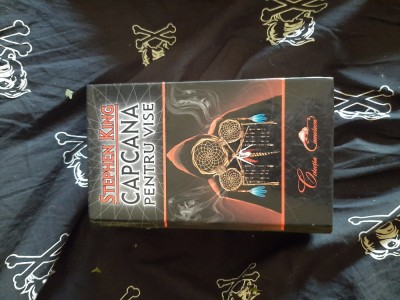 STEPHEN KING
CAPCANA
PENTRU VISE